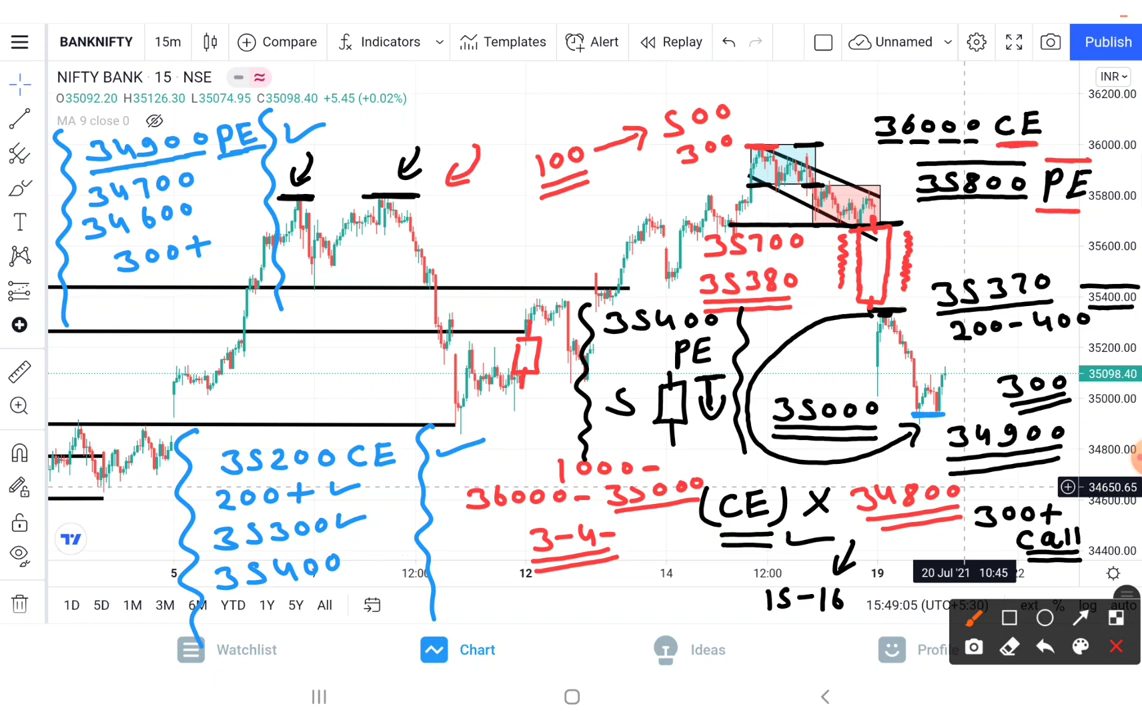 BANKNIFTY 15m Compare Indicators Templates Alert Replay Unnamed Publish
NIFTY BANK · 15 · NSE
O35092.20 H35126.30 L35074.95 C35098.40 +5.45 (+0.02%)
MA 9 close 0
INR
36200.00
36000.00
35800.00
35600.00
35400.00
35200.00
35098.40
35000.00
34800.00
34650.65
34600.00
34400.00
34900 PE
34700
34600
300+
100
500
300
36000 CE
35800 PE
35700
35380
35370
200-400
35400
PE
S
35000
300
34900
35200 CE
200+
35300
35400
1000-
36000-35000
3-4-
(CE) X
15-16
34800
300+
call
5 7 12:00 12 14 12:00 19 20 Jul '21 10:45 22
1D 5D 1M 3M 6M YTD 1Y 5Y All
15:49:05 (UTC+5:30) ext % log auto
Watchlist Chart Ideas Profile